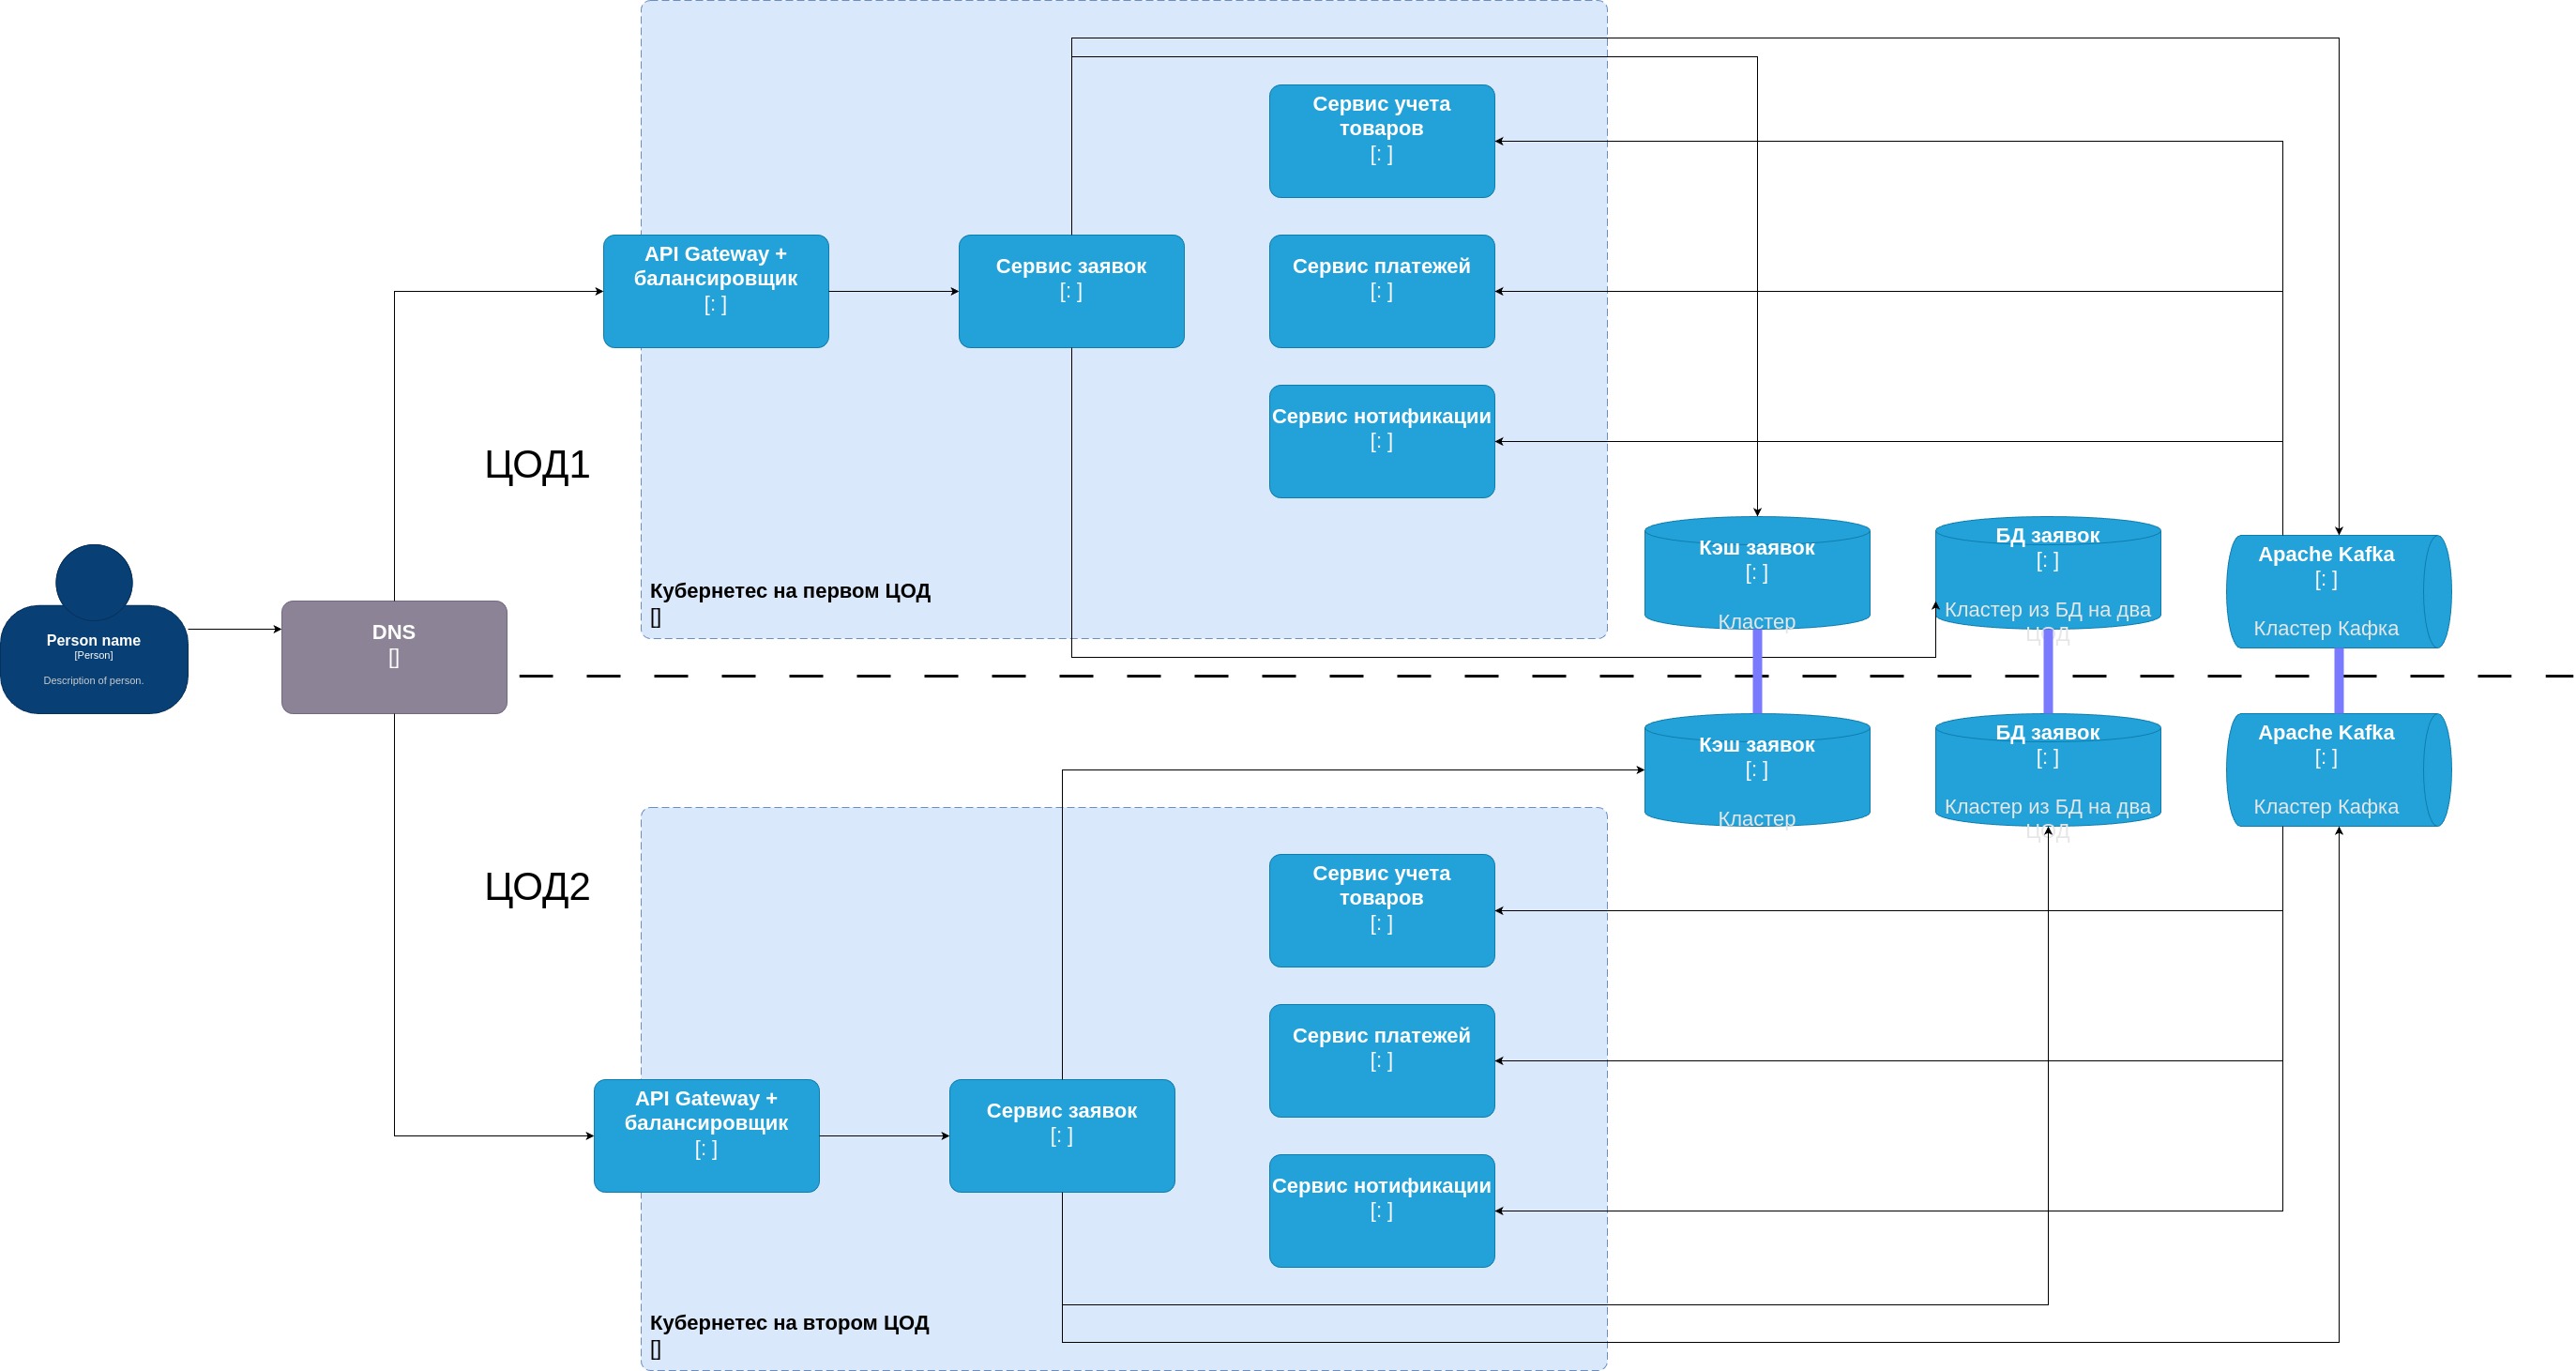 Сервис учета
товаров
[: ]
API Gateway +
балансировщик
[: ]
Сервис заявок
[: ]
Сервис платежей
[: ]
Сервис нотификации
[: ]
ЦОД1
Кубернетес на первом ЦОД
[]
Кэш заявок
[: ]
Кластер
БД заявок
[: ]
Кластер из БД на два
ЦОД
Apache Kafka
[: ]
Кластер Кафка
Person name
[Person]
Description of person.
DNS
[]
Кэш заявок
[: ]
Кластер
БД заявок
[: ]
Кластер из БД на два
ЦОД
Apache Kafka
[: ]
Кластер Кафка
ЦОД2
Сервис учета
товаров
[: ]
Сервис платежей
[: ]
API Gateway +
балансировщик
[: ]
Сервис заявок
[: ]
Сервис нотификации
[: ]
Кубернетес на втором ЦОД
[]